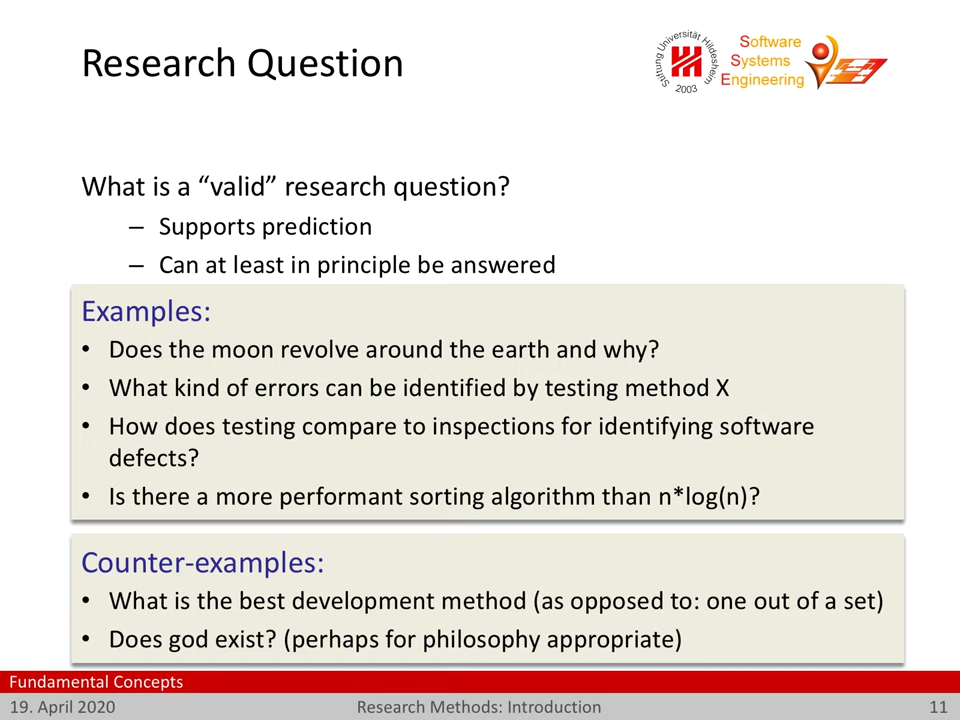 Research Question
Stiftung Universität Hildesheim
2003
Software
Systems
Engineering
What is a “valid” research question?
– Supports prediction
– Can at least in principle be answered
Examples:
• Does the moon revolve around the earth and why?
• What kind of errors can be identified by testing method X
• How does testing compare to inspections for identifying software
defects?
• Is there a more performant sorting algorithm than n*log(n)?
Counter-examples:
• What is the best development method (as opposed to: one out of a set)
• Does god exist? (perhaps for philosophy appropriate)
Fundamental Concepts
19. April 2020
Research Methods: Introduction
11